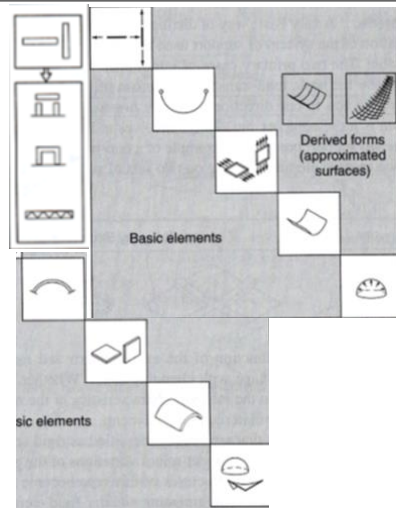 Derived forms
(approximated
surfaces)
Basic elements
sic elements